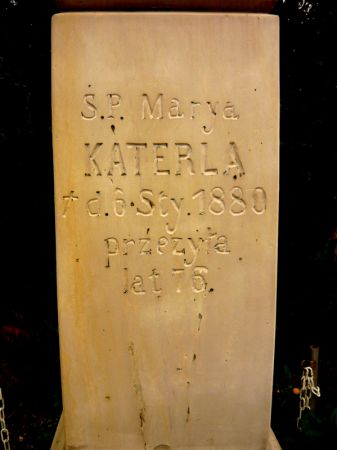 S.P. Marya
KATERLA
† d. 6 Sty. 1880
przeżyła
lat 76